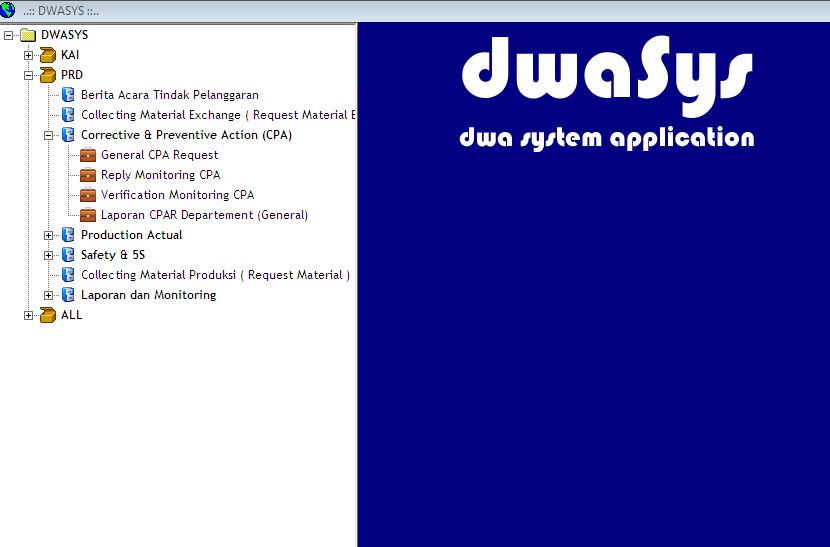 ..:: DWASYS ::..
DWASYS
KAI
PRD
Berita Acara Tindak Pelanggaran
Collecting Material Exchange ( Request Material E
Corrective & Preventive Action (CPA)
General CPA Request
Reply Monitoring CPA
Verification Monitoring CPA
Laporan CPAR Departement (General)
Production Actual
Safety & 5S
Collecting Material Produksi ( Request Material )
Laporan dan Monitoring
ALL
dwaSys
dwa system application